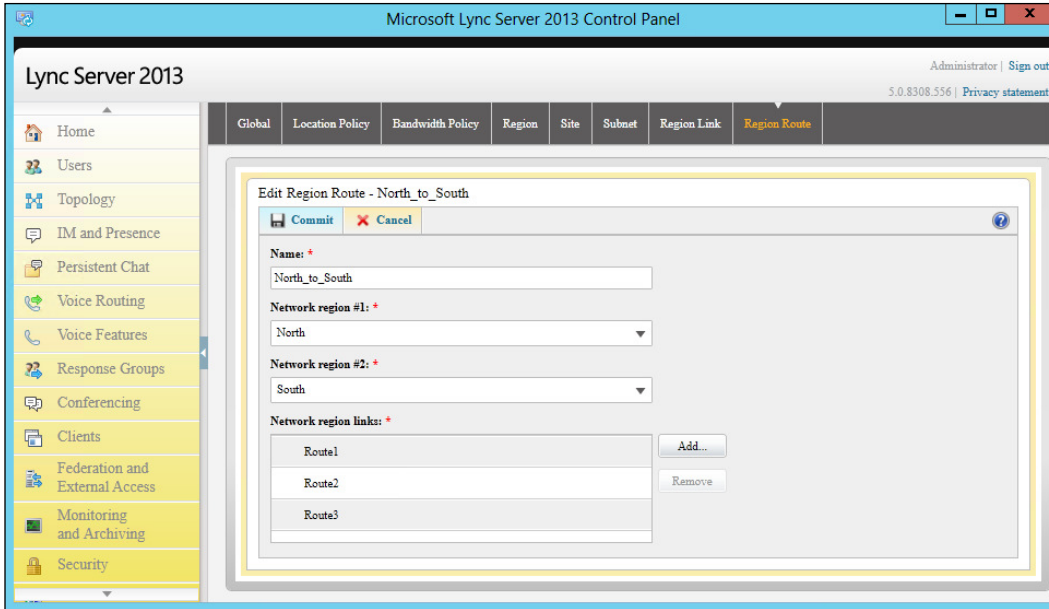 Microsoft Lync Server 2013 Control Panel
Lync Server 2013
Administrator | Sign out
5.0.8308.556 | Privacy statement
Home
Users
Topology
IM and Presence
Persistent Chat
Voice Routing
Voice Features
Response Groups
Conferencing
Clients
Federation and
External Access
Monitoring
and Archiving
Security
Global Location Policy Bandwidth Policy Region Site Subnet Region Link Region Route
Edit Region Route - North_to_South
Commit Cancel
Name: *
North_to_South
Network region #1: *
North
Network region #2: *
South
Network region links: *
Route1
Route2
Route3
Add...
Remove